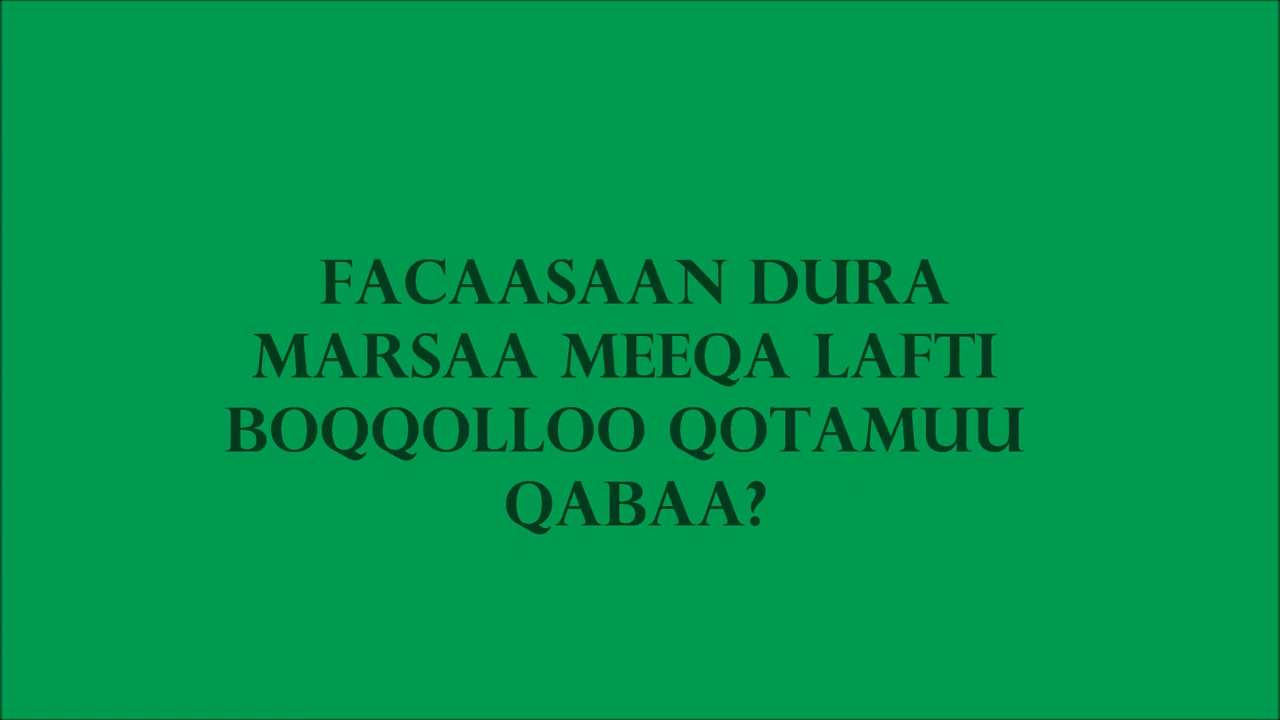 FACAASAAN DURA
MARSAA MEEQA LAFTI
BOQQOLLOO QOTAMUU
QABAA?